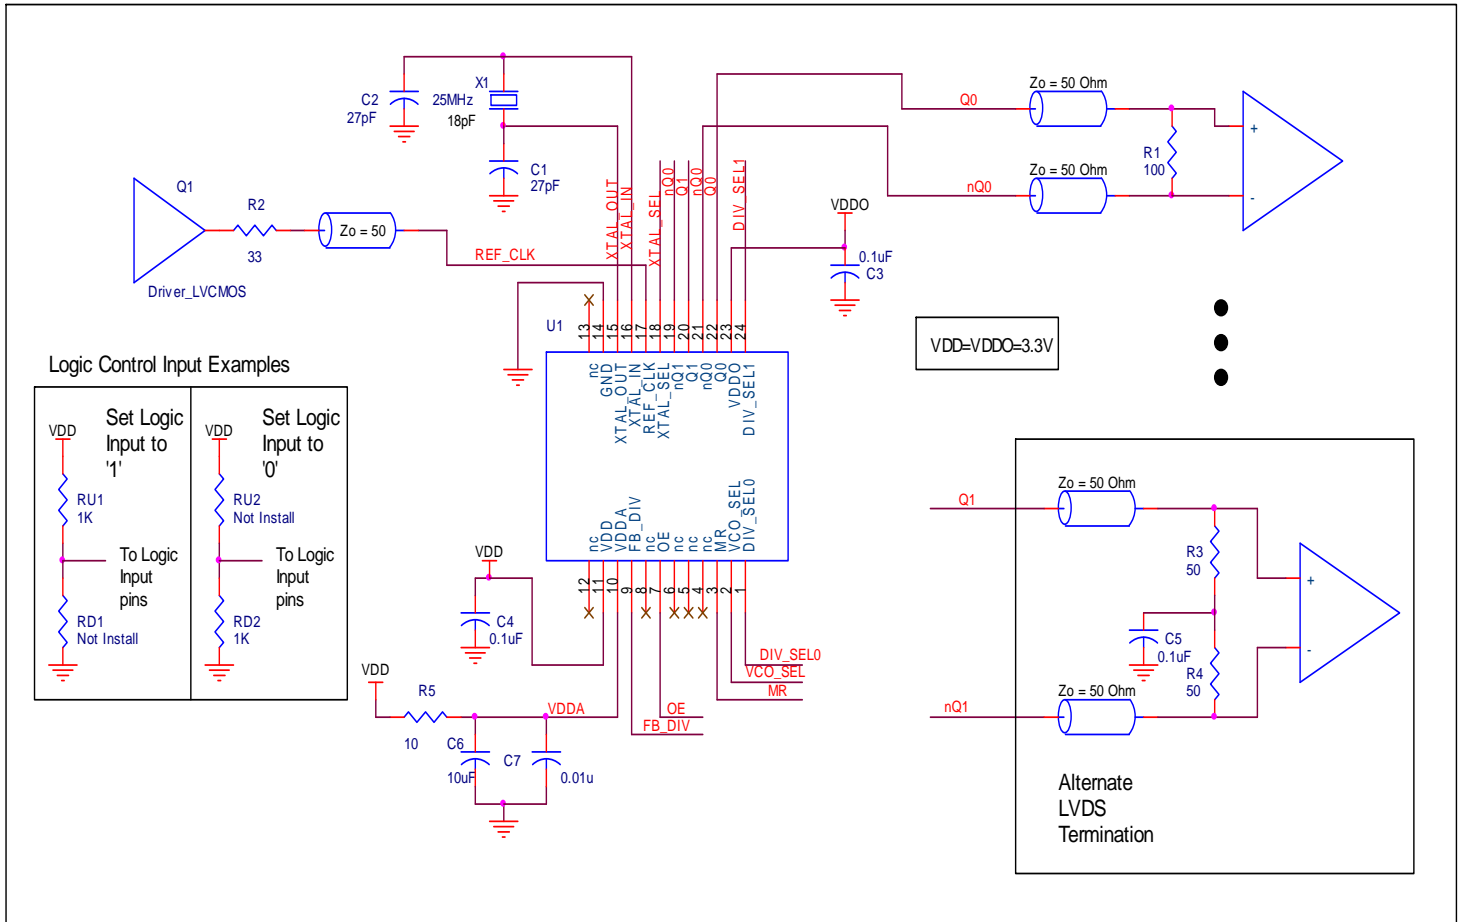 X1
25MHz
18pF
C2
27pF
C1
27pF
Q1
R2
33
Zo = 50
Driver_LVCMOS
REF_CLK
XTAL_OUT
XTAL_IN
XTAL_SEL
nQ0
Q1
nQ0
Q0
DIV_SEL1
VDDO
0.1uF
C3
Q0
Zo = 50 Ohm
nQ0
Zo = 50 Ohm
R1
100
+
-
VDD=VDDO=3.3V
U1
13
14
15
16
17
18
19
20
21
22
23
24
nc
GND
XTAL_OUT
XTAL_IN
REF_CLK
XTAL_SEL
nQ1
Q1
nQ0
Q0
VDDO
DIV_SEL1
nc
VDD
VDDA
FB_DIV
nc
OE
nc
nc
nc
MR
VCO_SEL
DIV_SEL0
12
11
10
9
8
7
6
5
4
3
2
1
Logic Control Input Examples
VDD
Set Logic
Input to
'1'
RU1
1K
To Logic
Input
pins
RD1
Not Install
VDD
Set Logic
Input to
'0'
RU2
Not Install
To Logic
Input
pins
RD2
1K
VDD
C4
0.1uF
VDD
R5
10
VDDA
C6
10uF
C7
0.01u
OE
FB_DIV
DIV_SEL0
VCO_SEL
MR
Q1
Zo = 50 Ohm
R3
50
C5
0.1uF
R4
50
nQ1
Zo = 50 Ohm
+
-
Alternate
LVDS
Termination